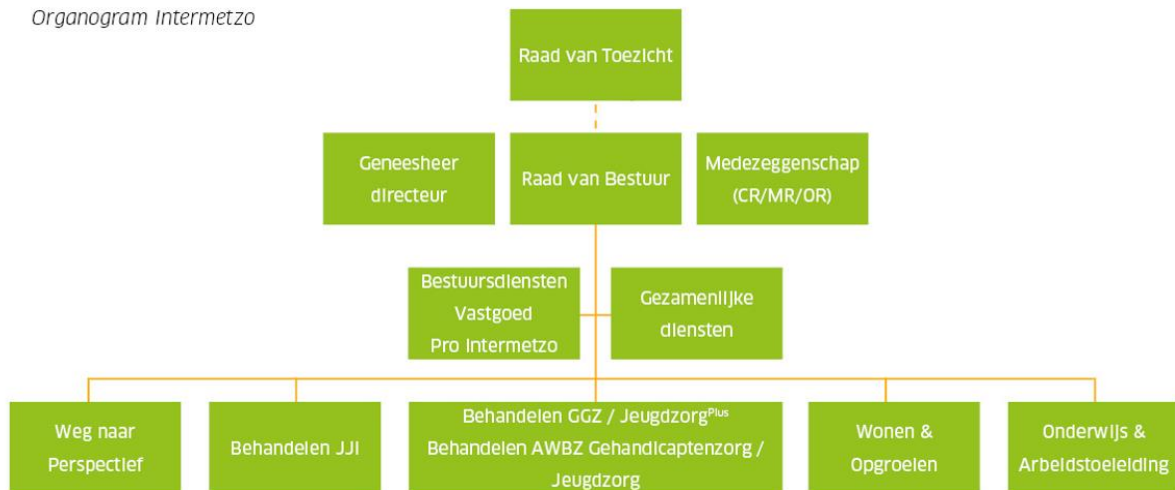 Organogram Intermetzo
Raad van Toezicht
Geneesheer
directeur
Raad van Bestuur
Medezeggenschap
(CR/MR/OR)
Bestuursdiensten
Vastgoed
Pro Intermetzo
Gezamenlijke
diensten
Weg naar
Perspectief
Behandelen JJI
Behandelen GGZ / JeugdzorgPlus
Behandelen AWBZ Gehandicaptenzorg /
Jeugdzorg
Wonen &
Opgroeien
Onderwijs &
Arbeidstoeleiding